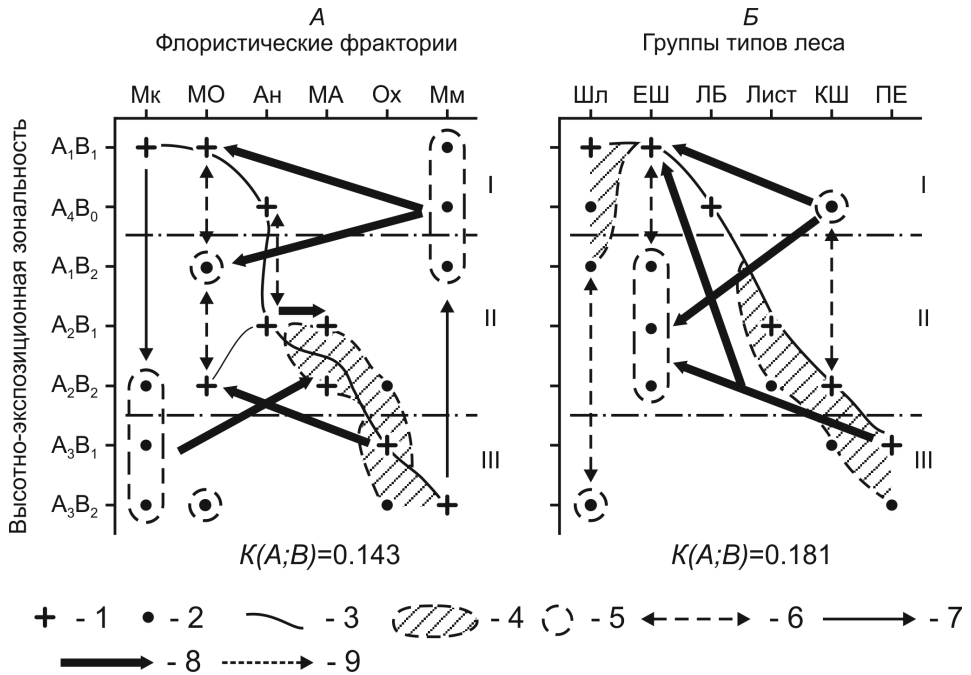 А
Флористические фрактории
Б
Группы типов леса
Мк МО Ан МА Ох Мм
Шл ЕШ ЛБ Лист КШ ПЕ
Высотно-экспозиционная зональность
A₁B₁
A₄B₀
A₁B₂
A₂B₁
A₂B₂
A₃B₁
A₃B₂
I
II
III
I
II
III
K(A;B)=0.143
K(A;B)=0.181
- 1 - 2 - 3 - 4 - 5 - 6 - 7
- 8 - 9